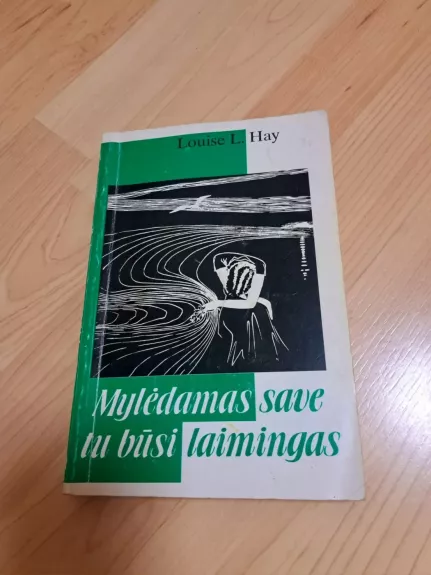 Louise L. Hay
Mylėdamas save
tu būsi laimingas